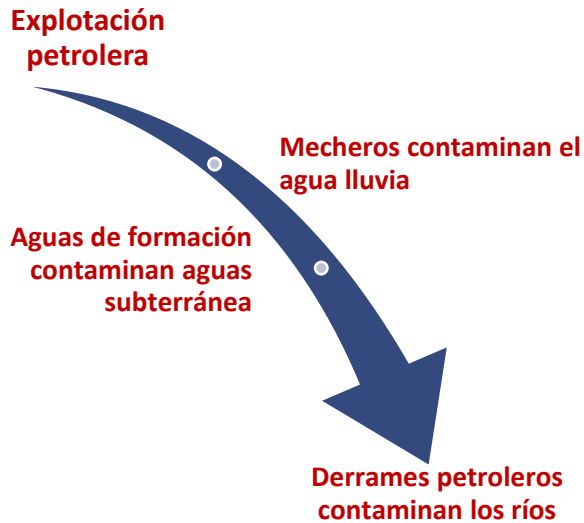 Explotación
petrolera
Mecheros contaminan el
agua lluvia
Aguas de formación
contaminan aguas
subterránea
Derrames petroleros
contaminan los ríos